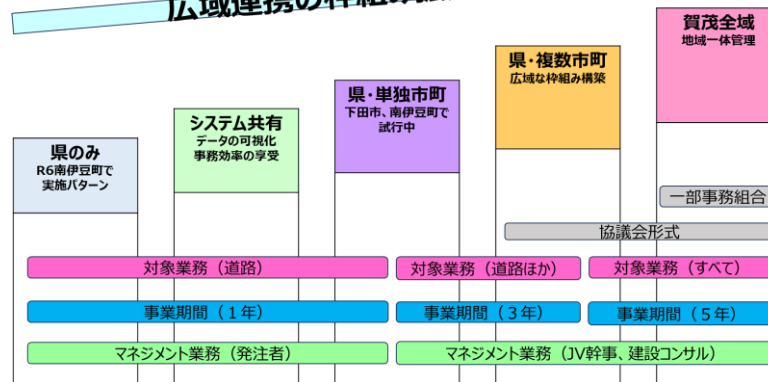 広域連携の枠組み
賀茂全域
地域一体管理
県・複数市町
広域な枠組み構築
県・単独市町
下田市、南伊豆町で
試行中
システム共有
データの可視化
事務効率の享受
県のみ
R6南伊豆町で
実施パターン
一部事務組合
協議会形式
対象業務（道路）
対象業務（道路ほか）
対象業務（すべて）
事業期間（１年）
事業期間（３年）
事業期間（５年）
マネジメント業務（発注者）
マネジメント業務（JV幹事、建設コンサル）